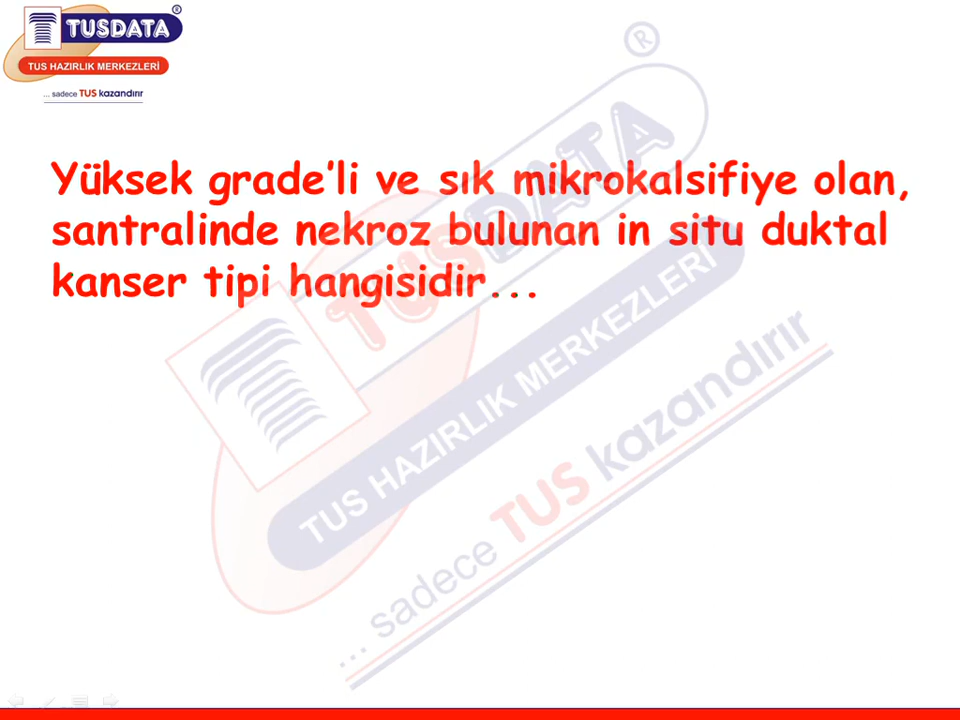 TUSDATA®
TUS HAZIRLIK MERKEZLERİ
... sadece TUS kazandırır
Yüksek grade’li ve sık mikrokalsifiye olan,
santralinde nekroz bulunan in situ duktal
kanser tipi hangisidir...
®
TUSDATA
TUS HAZIRLIK MERKEZLERİ
... sadece TUS kazandırır